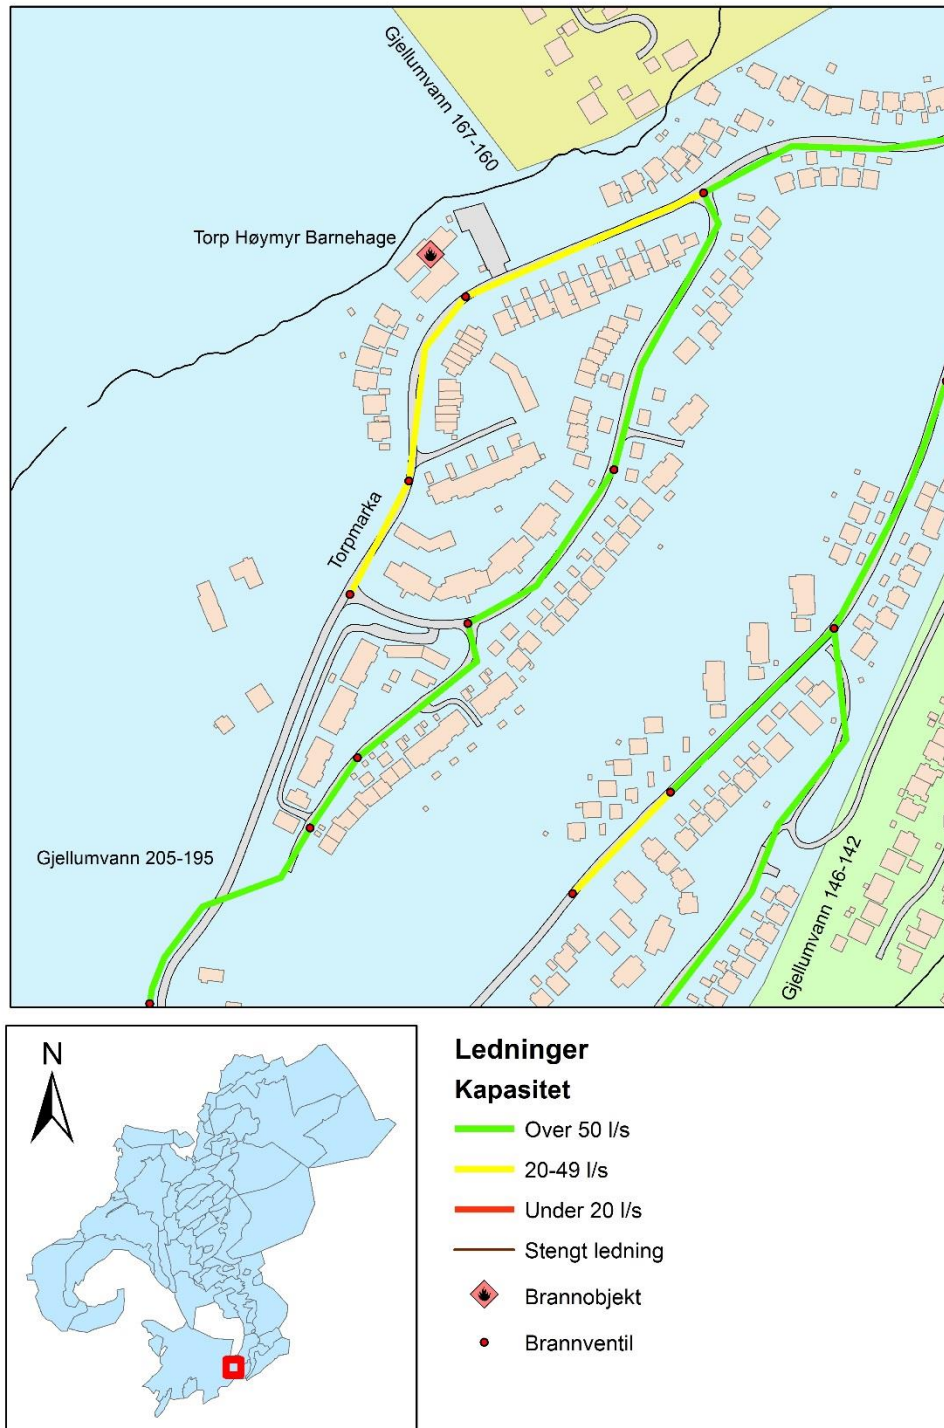 Gjellumvann 167-160
Torp Høymyr Barnehage
Torpmarka
Gjellumvann 205-195
Gjellumvann 146-142
N
Ledninger
Kapasitet
Over 50 l/s
20-49 l/s
Under 20 l/s
Stengt ledning
Brannobjekt
Brannventil